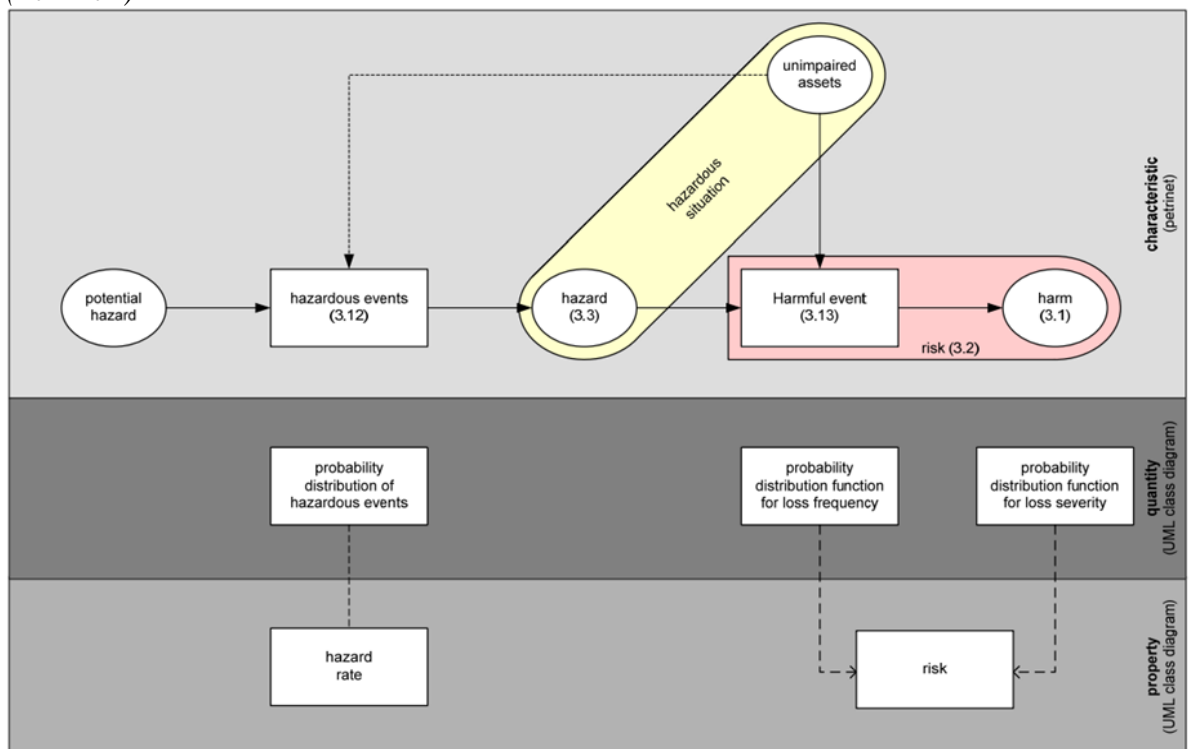 unimpaired
assets
hazardous
situation
characteristic
(petrinet)
potential
hazard
hazardous events
(3.12)
hazard
(3.3)
Harmful event
(3.13)
harm
(3.1)
risk (3.2)
probability
distribution of
hazardous events
probability
distribution function
for loss frequency
probability
distribution function
for loss severity
quantity
(UML class diagram)
hazard
rate
risk
property
(UML class diagram)